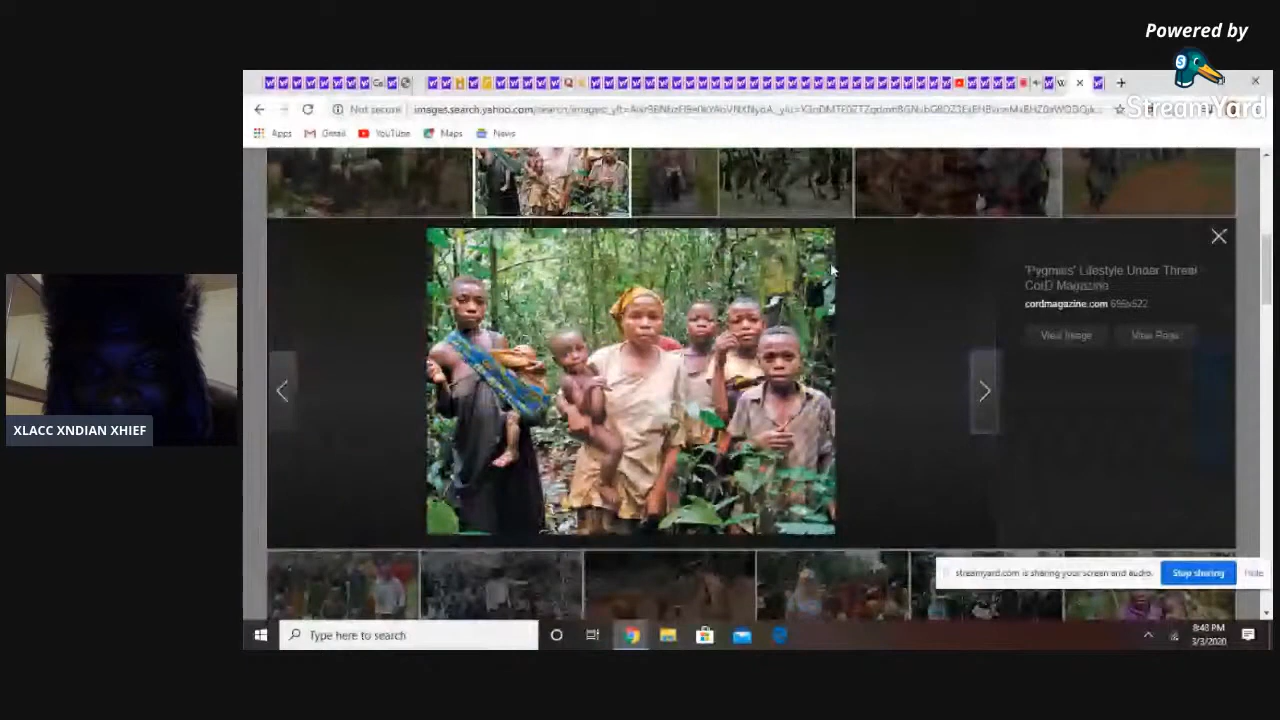 Powered by
StreamYard
Not secure
images.search.yahoo.com
Apps
Gmail
YouTube
Maps
News
'Pygmies' Lifestyle Under Threat
CorD Magazine
cordmagazine.com
View Image
View Page
XLACC XNDIAN XHIEF
streamyard.com is sharing your screen and audio.
Stop sharing
Hide
Type here to search
8:48 PM
3/3/2020